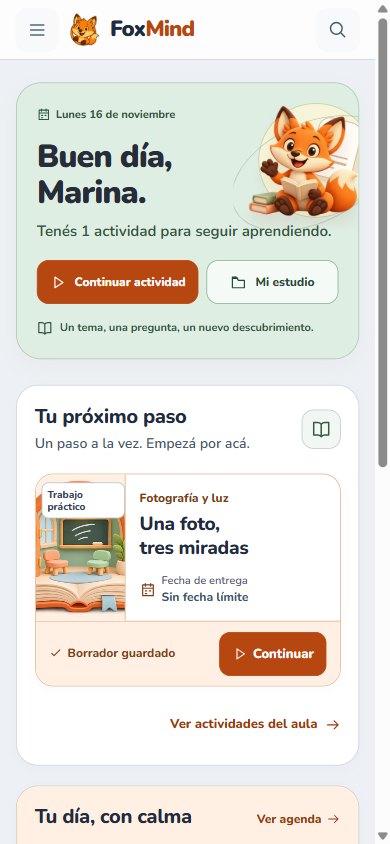 FoxMind
Lunes 16 de noviembre
Buen día,
Marina.
Tenés 1 actividad para seguir aprendiendo.
Continuar actividad
Mi estudio
Un tema, una pregunta, un nuevo descubrimiento.
Tu próximo paso
Un paso a la vez. Empezá por acá.
Trabajo
práctico
Fotografía y luz
Una foto,
tres miradas
Fecha de entrega
Sin fecha límite
Borrador guardado
Continuar
Ver actividades del aula
Tu día, con calma
Ver agenda